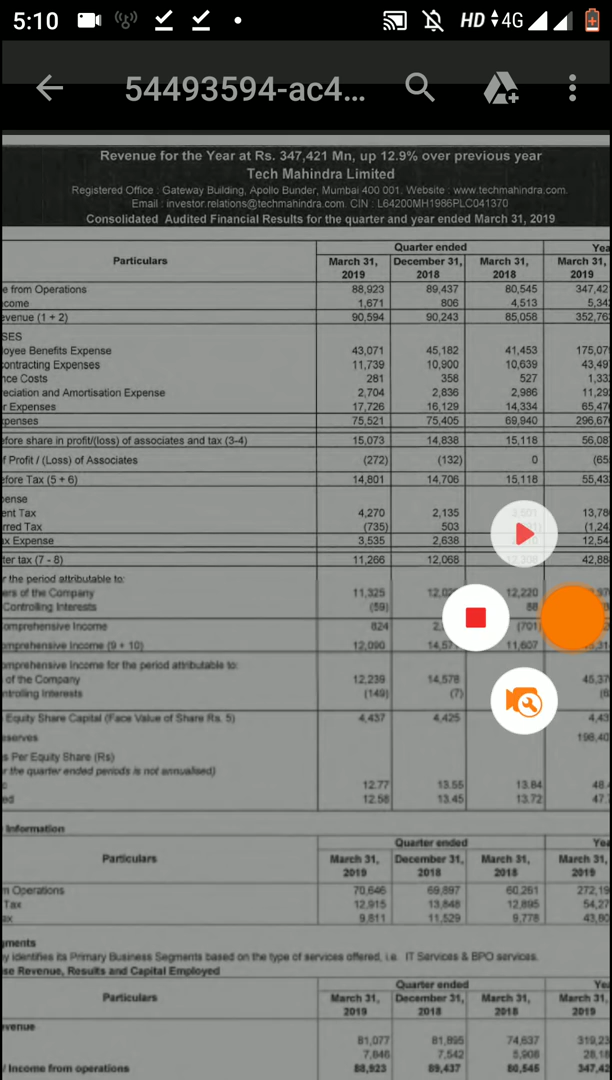 5:10 HD 4G
54493594-ac4...
Revenue for the Year at Rs. 347,421 Mn, up 12.9% over previous year
Tech Mahindra Limited
Registered Office : Gateway Building, Apollo Bunder, Mumbai 400 001. Website : www.techmahindra.com.
Email : investor.relations@techmahindra.com. CIN : L64200MH1986PLC041370
Consolidated Audited Financial Results for the quarter and year ended March 31, 2019
Quarter ended Yea
Particulars March 31, December 31, March 31, March 31,
2019 2018 2018 2019
e from Operations 88,923 89,437 80,545 347,42
ncome 1,671 806 4,513 5,34
evenue (1 + 2) 90,594 90,243 85,058 352,76
SES
loyee Benefits Expense 43,071 45,182 41,453 175,07
contracting Expenses 11,739 10,900 10,639 43,49
nce Costs 281 358 527 1,33
reciation and Amortisation Expense 2,704 2,836 2,986 11,29
r Expenses 17,726 16,129 14,334 65,47
xpenses 75,521 75,405 69,940 296,67
efore share in profit/(loss) of associates and tax (3-4) 15,073 14,838 15,118 56,08
f Profit / (Loss) of Associates (272) (132) 0 (65
efore Tax (5 + 6) 14,801 14,706 15,118 55,43
pense
ent Tax 4,270 2,135 13,78
rred Tax (735) 503 (1,24
x Expense 3,535 2,638 12,54
ter tax (7 - 8) 11,266 12,068 42,88
r the period attributable to:
ers of the Company 11,325 12,220
Controlling Interests (59) 88
omprehensive Income 824 (701)
omprehensive Income (9 + 10) 12,090 11,607
omprehensive Income for the period attributable to:
of the Company 12,239 14,578 45,37
ntrolling Interests (149) (7)
Equity Share Capital (Face Value of Share Rs. 5) 4,437 4,425 4,43
eserves 198,40
s Per Equity Share (Rs)
r the quarter ended periods is not annualised)
c 12.77 13.55 13.84 48.
ed 12.58 13.45 13.72 47.
Information
Quarter ended Yea
Particulars March 31, December 31, March 31, March 31,
2019 2018 2018 2019
n Operations 70,646 69,897 60,261 272,19
Tax 12,915 13,848 12,895 54,27
ax 9,811 11,529 9,778 43,80
gments
y identifies its Primary Business Segments based on the type of services offered, i.e. IT Services & BPO services.
se Revenue, Results and Capital Employed
Quarter ended Yea
Particulars March 31, December 31, March 31, March 31,
2019 2018 2018 2019
evenue
81,077 81,895 74,637 319,23
7,846 7,542 5,908 28,18
/ Income from operations 88,923 89,437 80,545 347,42